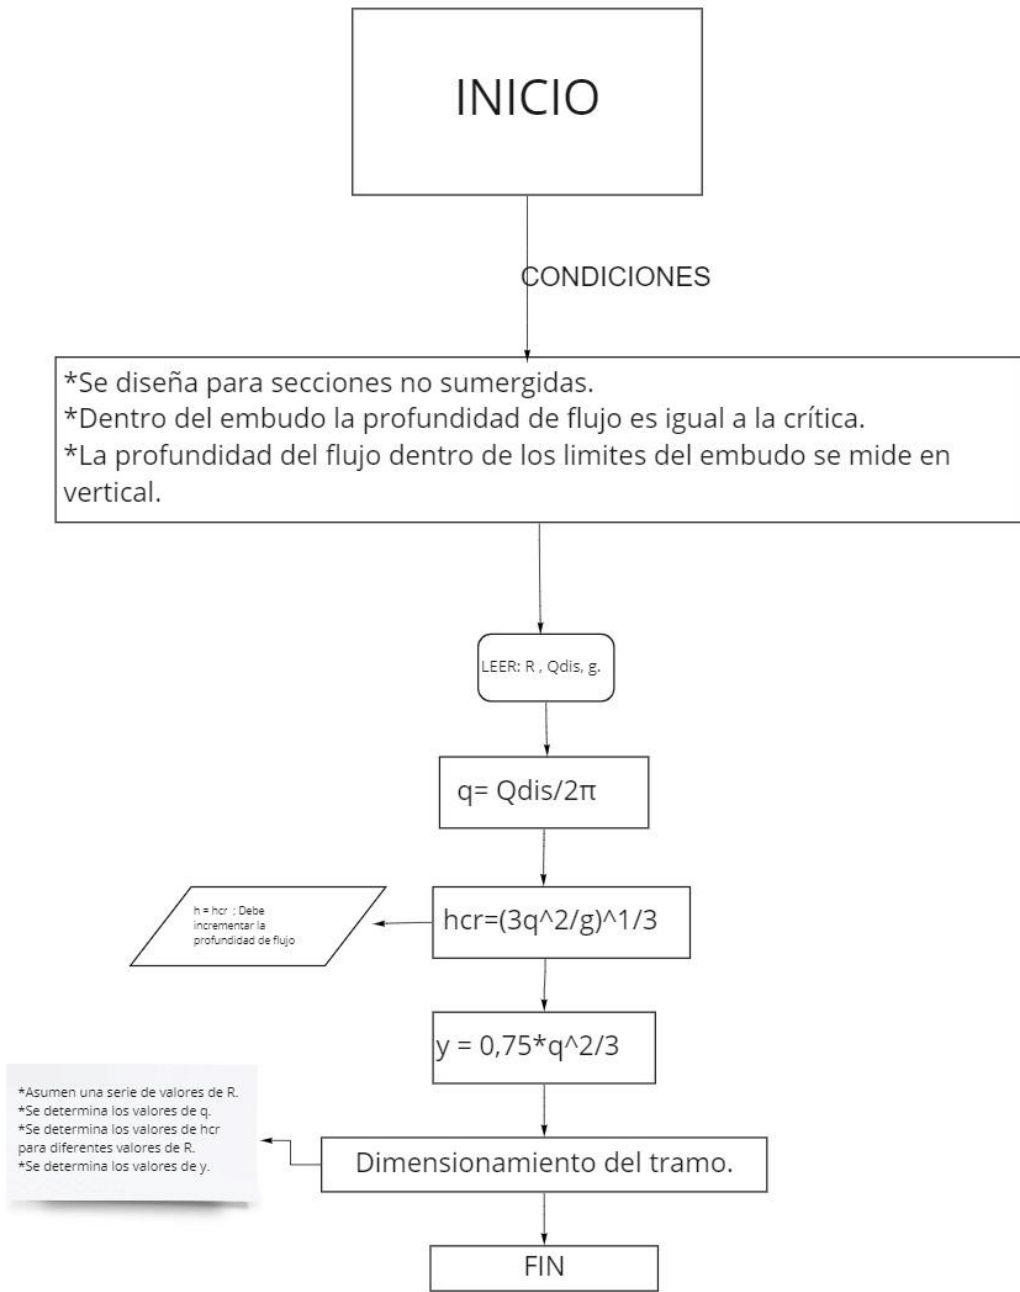 INICIO
CONDICIONES
*Se diseña para secciones no sumergidas.
*Dentro del embudo la profundidad de flujo es igual a la crítica.
*La profundidad del flujo dentro de los limites del embudo se mide en
vertical.
LEER: R , Qdis, g.
q= Qdis/2π
h = hcr ; Debe
incrementar la
profundidad de flujo
hcr=(3q^2/g)^1/3
y = 0,75*q^2/3
*Asumen una serie de valores de R.
*Se determina los valores de q.
*Se determina los valores de hcr
para diferentes valores de R.
*Se determina los valores de y.
Dimensionamiento del tramo.
FIN